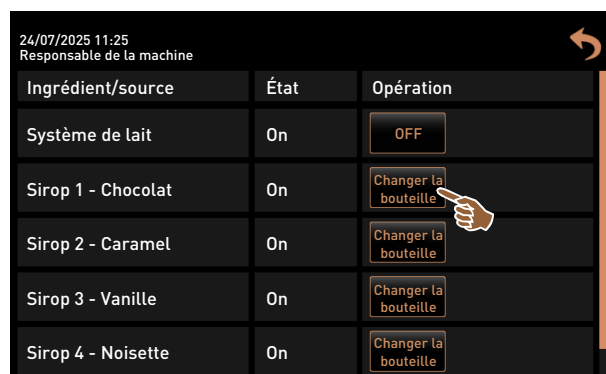 24/07/2025 11:25
Responsable de la machine
Ingrédient/source État Opération
Système de lait On OFF
Sirop 1 - Chocolat On Changer la
bouteille
Sirop 2 - Caramel On Changer la
bouteille
Sirop 3 - Vanille On Changer la
bouteille
Sirop 4 - Noisette On Changer la
bouteille